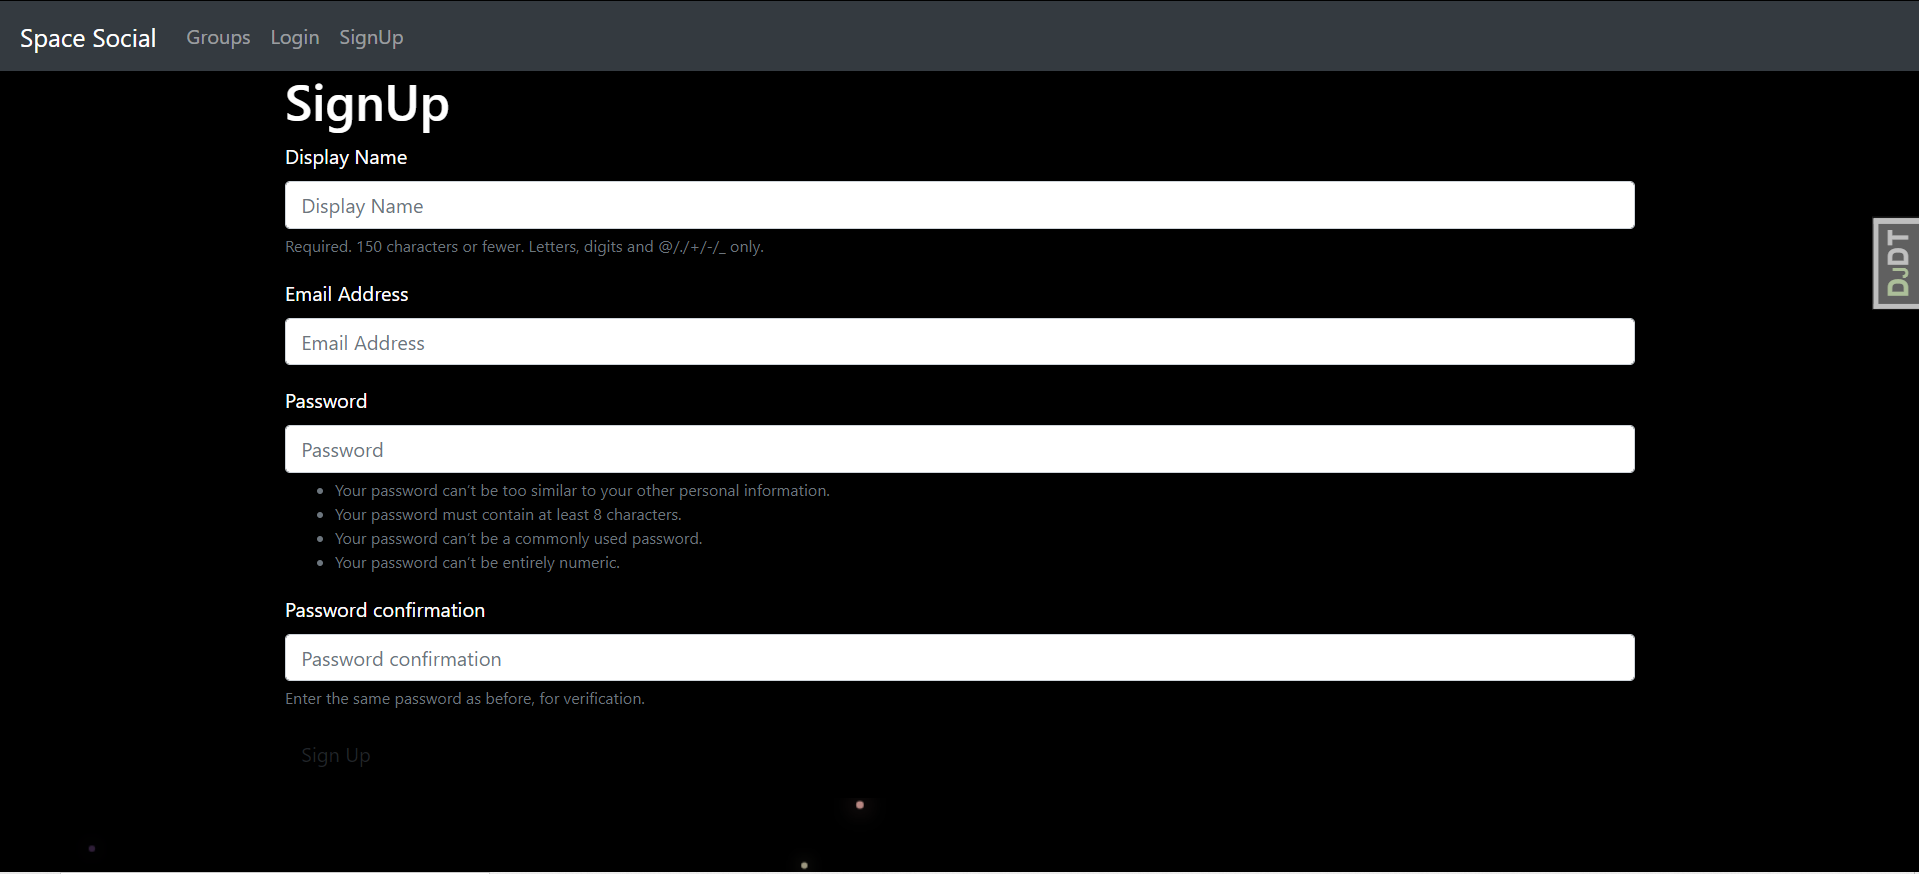 Space Social Groups Login SignUp
SignUp
Display Name
Display Name
Required. 150 characters or fewer. Letters, digits and @/./+/-/_ only.
DJDT
Email Address
Email Address
Password
Password
Your password can't be too similar to your other personal information.
Your password must contain at least 8 characters.
Your password can't be a commonly used password.
Your password can't be entirely numeric.
Password confirmation
Password confirmation
Enter the same password as before, for verification.
Sign Up